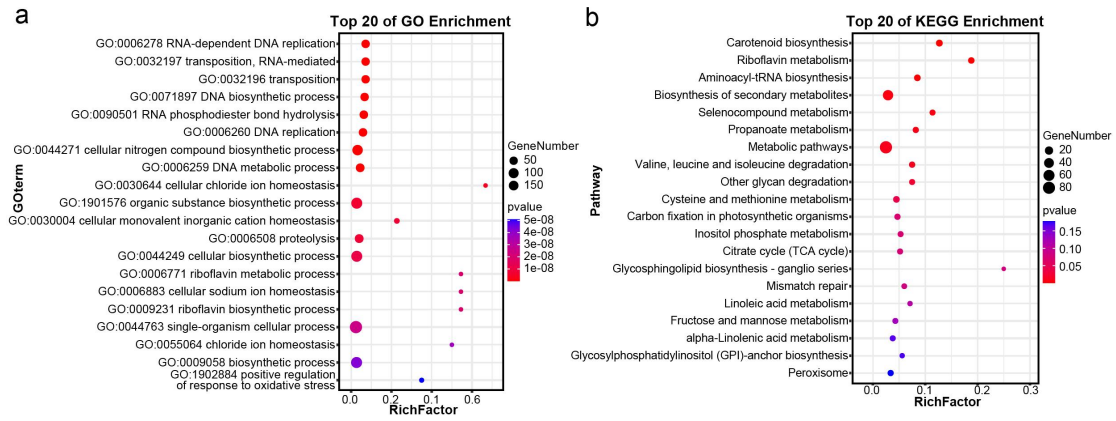 a
Top 20 of GO Enrichment
GOterm
GO:0006278 RNA-dependent DNA replication
GO:0032197 transposition, RNA-mediated
GO:0032196 transposition
GO:0071897 DNA biosynthetic process
GO:0090501 RNA phosphodiester bond hydrolysis
GO:0006260 DNA replication
GO:0044271 cellular nitrogen compound biosynthetic process
GO:0006259 DNA metabolic process
GO:0030644 cellular chloride ion homeostasis
GO:1901576 organic substance biosynthetic process
GO:0030004 cellular monovalent inorganic cation homeostasis
GO:0006508 proteolysis
GO:0044249 cellular biosynthetic process
GO:0006771 riboflavin metabolic process
GO:0006883 cellular sodium ion homeostasis
GO:0009231 riboflavin biosynthetic process
GO:0044763 single-organism cellular process
GO:0055064 chloride ion homeostasis
GO:0009058 biosynthetic process
GO:1902884 positive regulation
of response to oxidative stress
0.0 0.2 0.1 0.6
RichFactor
GeneNumber
50
100
150
pvalue
5e-08
4e-08
3e-08
2e-08
1e-08
b
Top 20 of KEGG Enrichment
Pathway
Carotenoid biosynthesis
Riboflavin metabolism
Aminoacyl-tRNA biosynthesis
Biosynthesis of secondary metabolites
Selenocompound metabolism
Propanoate metabolism
Metabolic pathways
Valine, leucine and isoleucine degradation
Other glycan degradation
Cysteine and methionine metabolism
Carbon fixation in photosynthetic organisms
Inositol phosphate metabolism
Citrate cycle (TCA cycle)
Glycosphingolipid biosynthesis - ganglio series
Mismatch repair
Linoleic acid metabolism
Fructose and mannose metabolism
alpha-Linolenic acid metabolism
Glycosylphosphatidylinositol (GPI)-anchor biosynthesis
Peroxisome
0.0 0.1 0.2 0.3
RichFactor
GeneNumber
20
40
60
80
pvalue
0.15
0.10
0.05